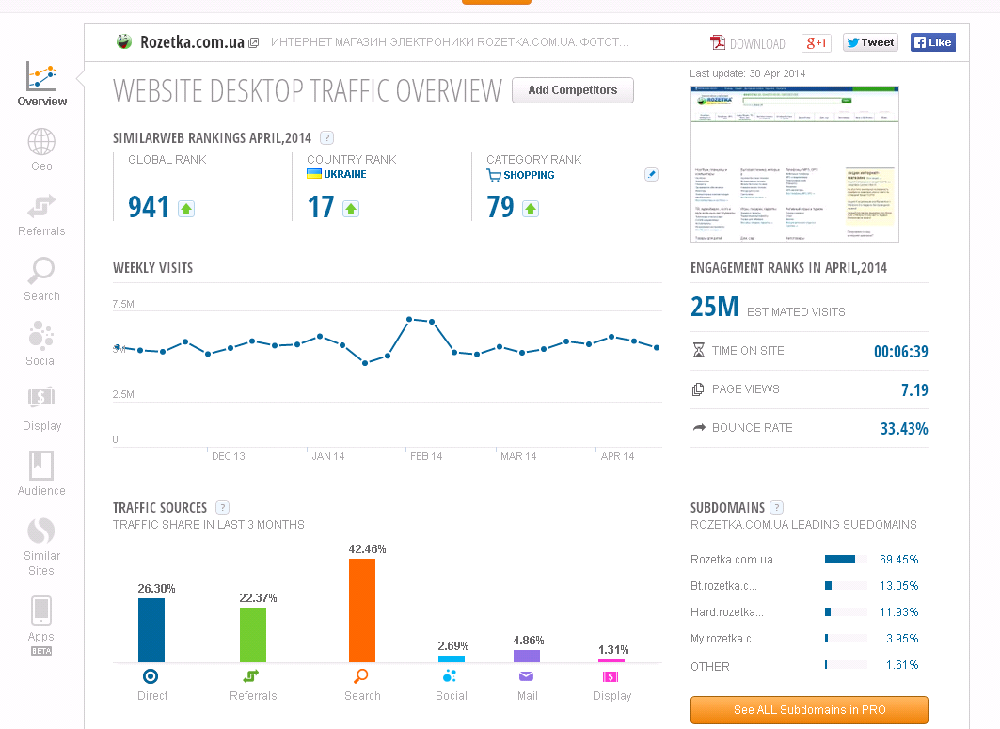 Rozetka.com.ua
ИНТЕРНЕТ МАГАЗИН ЭЛЕКТРОНИКИ ROZETKA.COM.UA. ФОТОТ...
DOWNLOAD
g+1
Tweet
Like
Overview
Geo
Referrals
Search
Social
Display
Audience
Similar
Sites
Apps
BETA
WEBSITE DESKTOP TRAFFIC OVERVIEW
Add Competitors
Last update: 30 Apr 2014
SIMILARWEB RANKINGS APRIL,2014 ?
GLOBAL RANK
941
COUNTRY RANK
UKRAINE
17
CATEGORY RANK
SHOPPING
79
ROZETKA
WEEKLY VISITS
7.5M
5M
2.5M
0
DEC 13 JAN 14 FEB 14 MAR 14 APR 14
ENGAGEMENT RANKS IN APRIL,2014
25M ESTIMATED VISITS
TIME ON SITE 00:06:39
PAGE VIEWS 7.19
BOUNCE RATE 33.43%
TRAFFIC SOURCES ?
TRAFFIC SHARE IN LAST 3 MONTHS
26.30% 22.37% 42.46% 2.69% 4.86% 1.31%
Direct Referrals Search Social Mail Display
SUBDOMAINS ?
ROZETKA.COM.UA LEADING SUBDOMAINS
Rozetka.com.ua 69.45%
Bt.rozetka.c... 13.05%
Hard.rozetka... 11.93%
My.rozetka.c... 3.95%
OTHER 1.61%
See ALL Subdomains in PRO